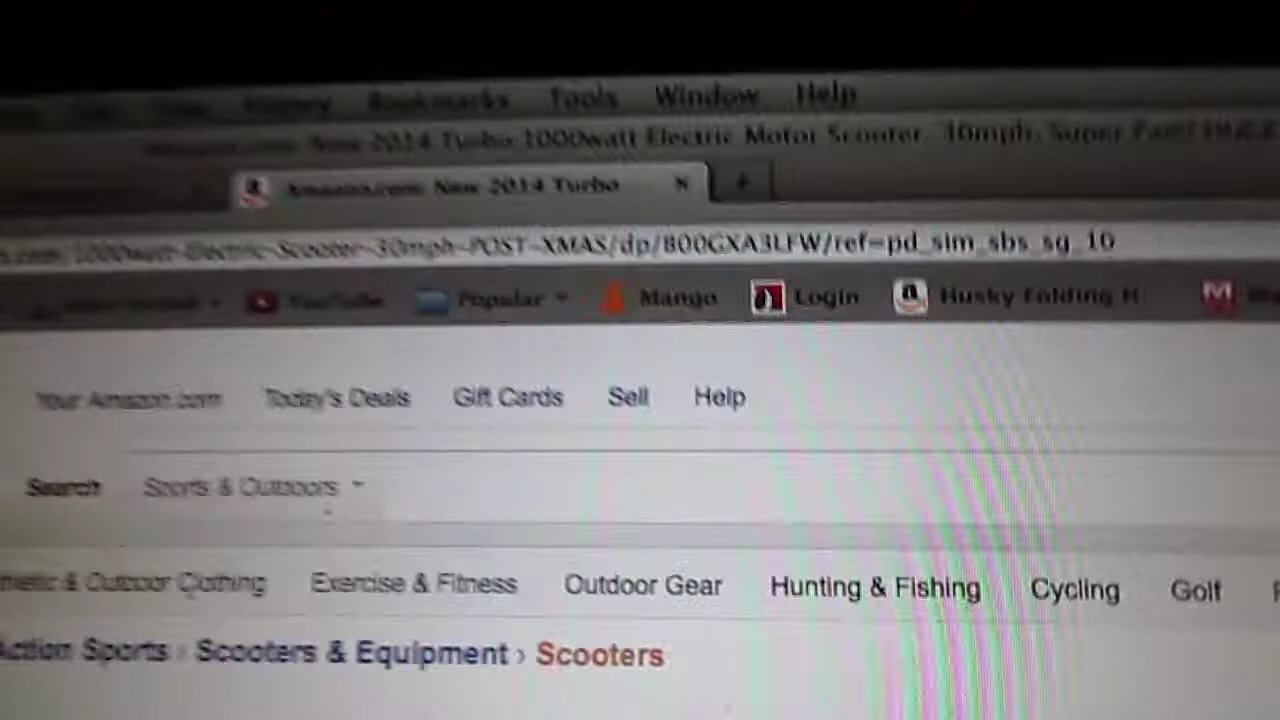 History Bookmarks Tools Window Help
New 2014 Turbo 1000watt Electric Motor Scooter, 30mph, Super Fast!
Amazon.com: New 2014 Turbo × +
.com/1000watt-Electric-Scooter-30mph-POST-XMAS/dp/B00GXA3LFW/ref=pd_sim_sbs_sg_10
YouTube Popular Mango Login Husky Folding H
Your Amazon.com Today's Deals Gift Cards Sell Help
Search Sports & Outdoors
& Outdoor Clothing Exercise & Fitness Outdoor Gear Hunting & Fishing Cycling Golf
Action Sports › Scooters & Equipment › Scooters